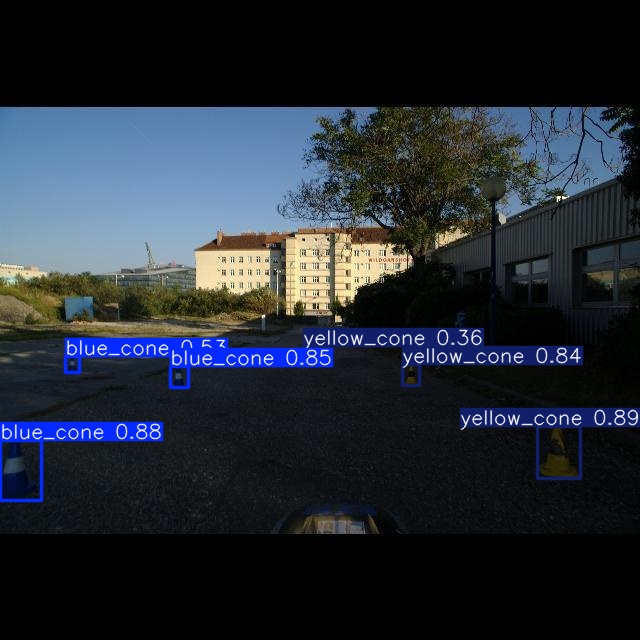 yellow_cone 0.36
blue_cone 0.53
blue_cone 0.85
yellow_cone 0.84
yellow_cone 0.89
blue_cone 0.88